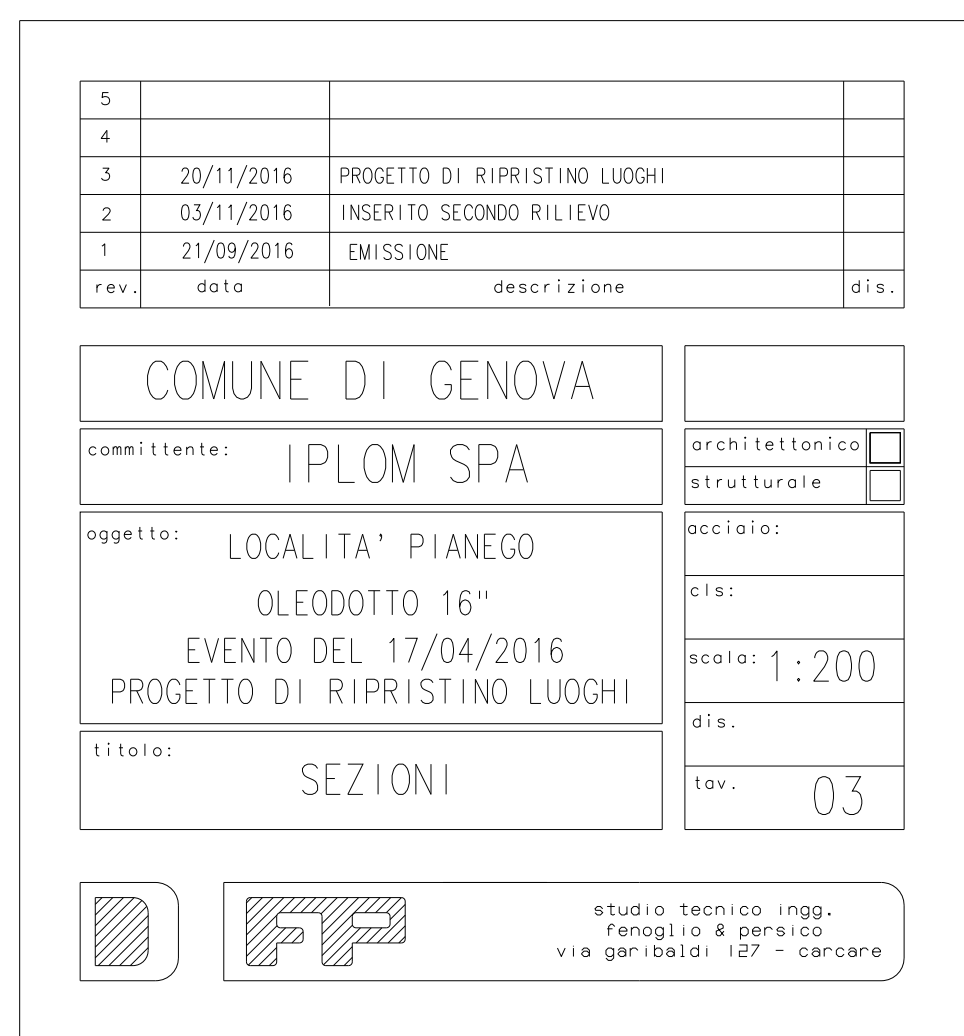 5
4
3 20/11/2016 PROGETTO DI RIPRISTINO LUOGHI
2 03/11/2016 INSERITO SECONDO RILIEVO
1 21/09/2016 EMISSIONE
rev. data descrizione dis.
COMUNE DI GENOVA
committente: IPLOM SPA
architettonico
strutturale
oggetto: LOCALITA' PIANEGO
OLEODOTTO 16"
EVENTO DEL 17/04/2016
PROGETTO DI RIPRISTINO LUOGHI
titolo:
SEZIONI
acciaio:
cls:
scala: 1:200
dis.
tav. 03
D FP
studio tecnico ingg.
fenoglio & persico
via garibaldi 127 - carcare